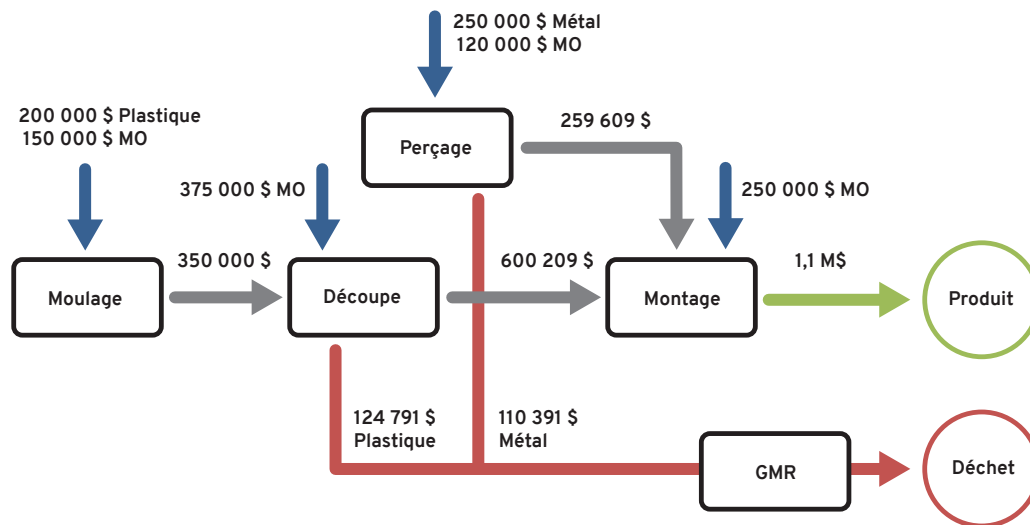 250 000 $ Métal
120 000 $ MO
200 000 $ Plastique
150 000 $ MO
Perçage
259 609 $
375 000 $ MO
250 000 $ MO
350 000 $
600 209 $
1,1 M$
Moulage
Découpe
Montage
Produit
124 791 $
Plastique
110 391 $
Métal
GMR
Déchet